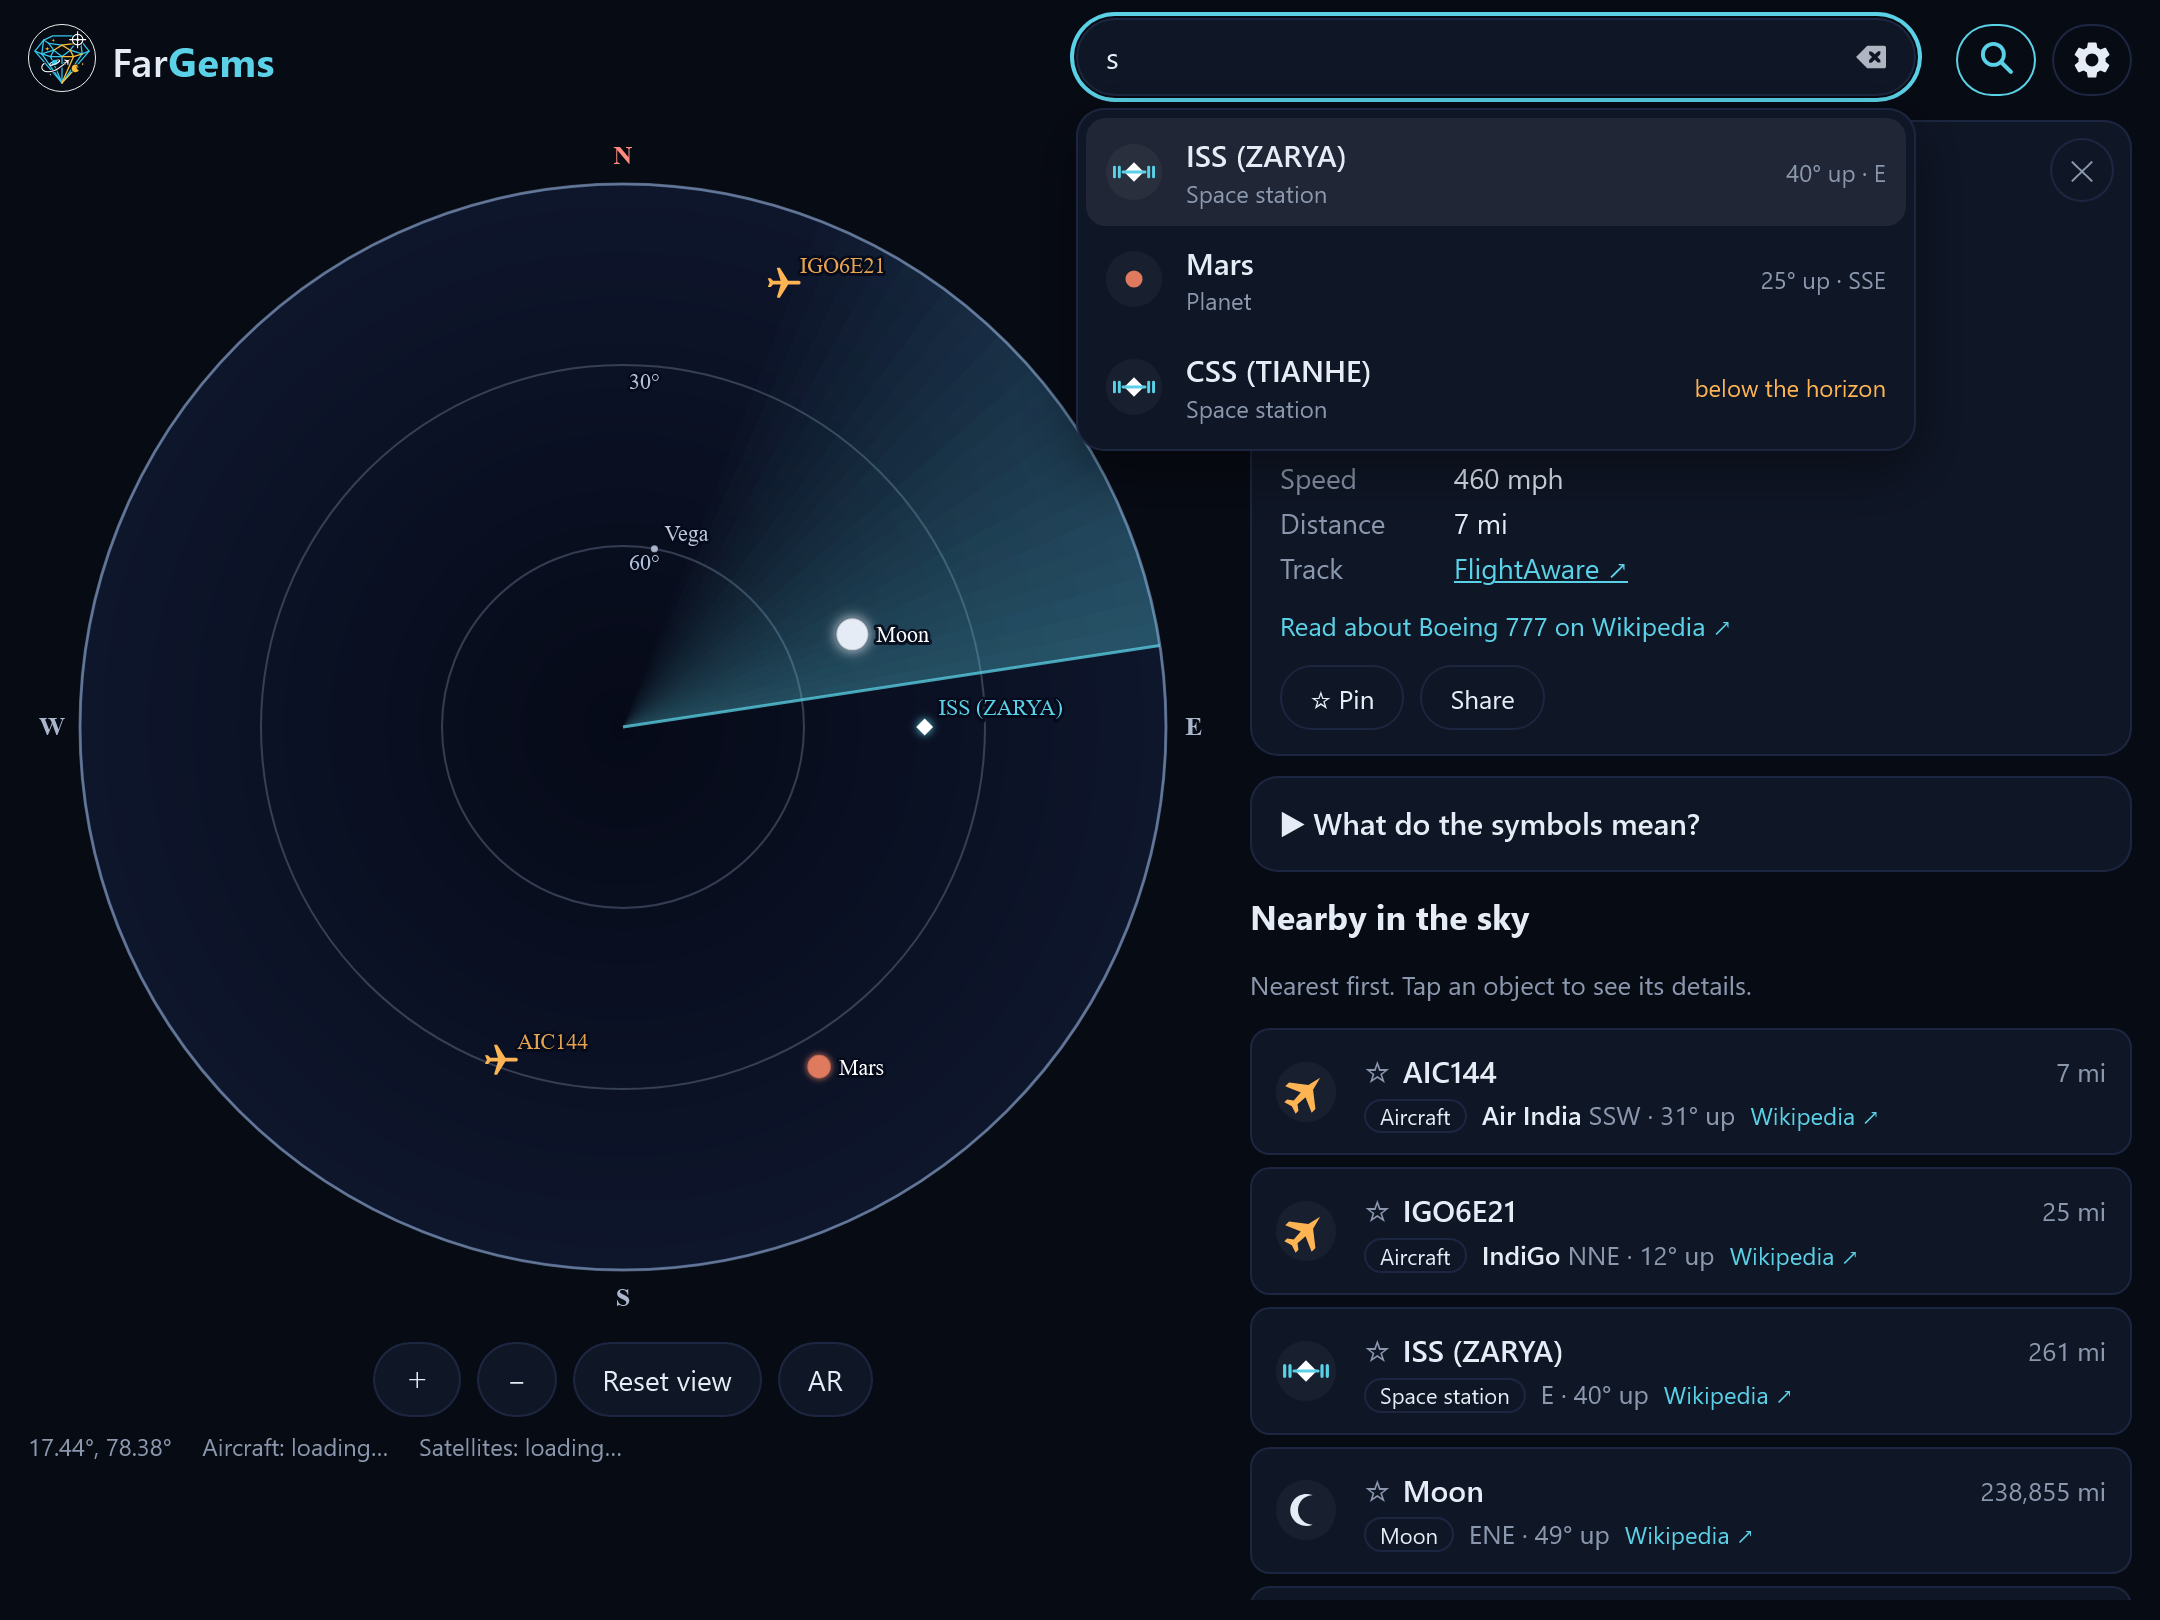 FarGems
s
ISS (ZARYA)
Space station
40° up · E
Mars
Planet
25° up · SSE
CSS (TIANHE)
Space station
below the horizon
N
IGO6E21
30°
Vega
60°
Moon
ISS (ZARYA)
W
E
AIC144
Mars
S
+
–
Reset view
AR
17.44°, 78.38° Aircraft: loading… Satellites: loading…
Speed 460 mph
Distance 7 mi
Track FlightAware ↗
Read about Boeing 777 on Wikipedia ↗
☆ Pin
Share
▶ What do the symbols mean?
Nearby in the sky
Nearest first. Tap an object to see its details.
☆ AIC144 7 mi
Aircraft Air India SSW · 31° up Wikipedia ↗
☆ IGO6E21 25 mi
Aircraft IndiGo NNE · 12° up Wikipedia ↗
☆ ISS (ZARYA) 261 mi
Space station E · 40° up Wikipedia ↗
☆ Moon 238,855 mi
Moon ENE · 49° up Wikipedia ↗